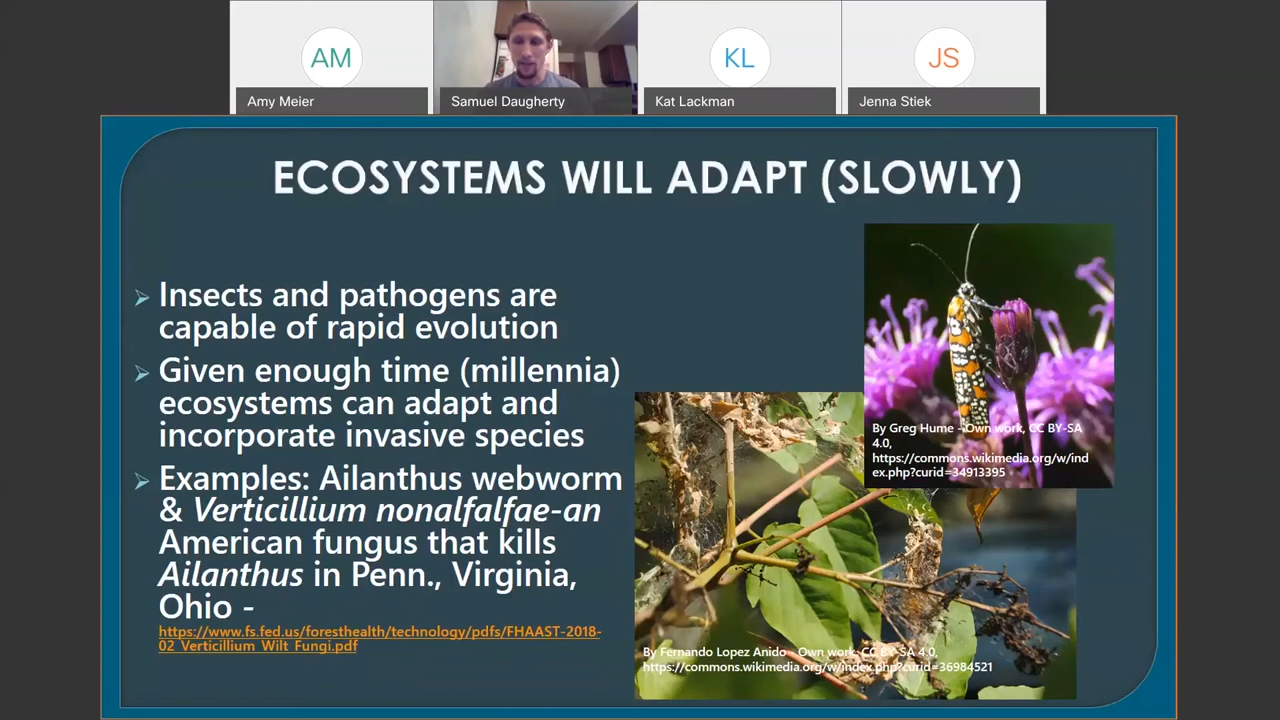 AM
KL
JS
Amy Meier
Samuel Daugherty
Kat Lackman
Jenna Stiek
ECOSYSTEMS WILL ADAPT (SLOWLY)
Insects and pathogens are
capable of rapid evolution
Given enough time (millennia)
ecosystems can adapt and
incorporate invasive species
Examples: Ailanthus webworm
& Verticillium nonalfalfae-an
American fungus that kills
Ailanthus in Penn., Virginia,
Ohio -
https://www.fs.fed.us/foresthealth/technology/pdfs/FHAAST-2018-
02_Verticillium_Wilt_Fungi.pdf
By Greg Hume - Own work, CC BY-SA
4.0,
https://commons.wikimedia.org/w/ind
ex.php?curid=34913395
By Fernando Lopez Anido - Own work, CC BY-SA 4.0,
https://commons.wikimedia.org/w/index.php?curid=36984521